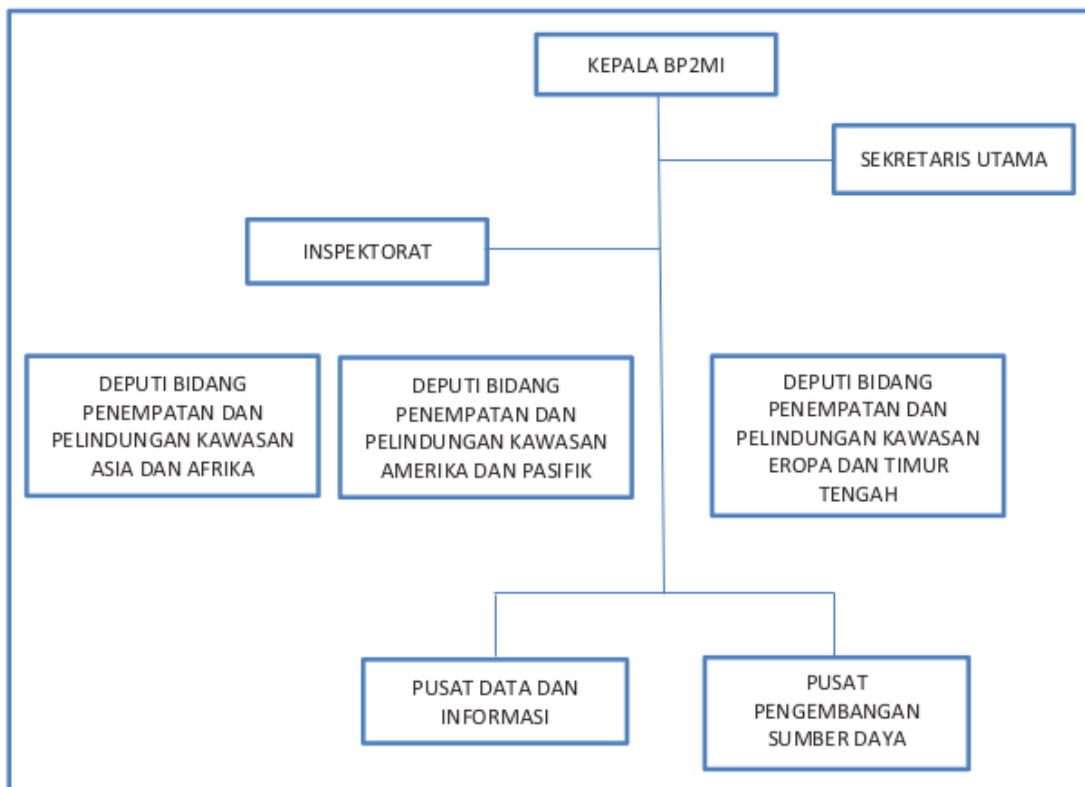 KEPALA BP2MI
SEKRETARIS UTAMA
INSPEKTORAT
DEPUTI BIDANG
PENEMPATAN DAN
PELINDUNGAN KAWASAN
ASIA DAN AFRIKA
DEPUTI BIDANG
PENEMPATAN DAN
PELINDUNGAN KAWASAN
AMERIKA DAN PASIFIK
DEPUTI BIDANG
PENEMPATAN DAN
PELINDUNGAN KAWASAN
EROPA DAN TIMUR
TENGAH
PUSAT DATA DAN
INFORMASI
PUSAT
PENGEMBANGAN
SUMBER DAYA